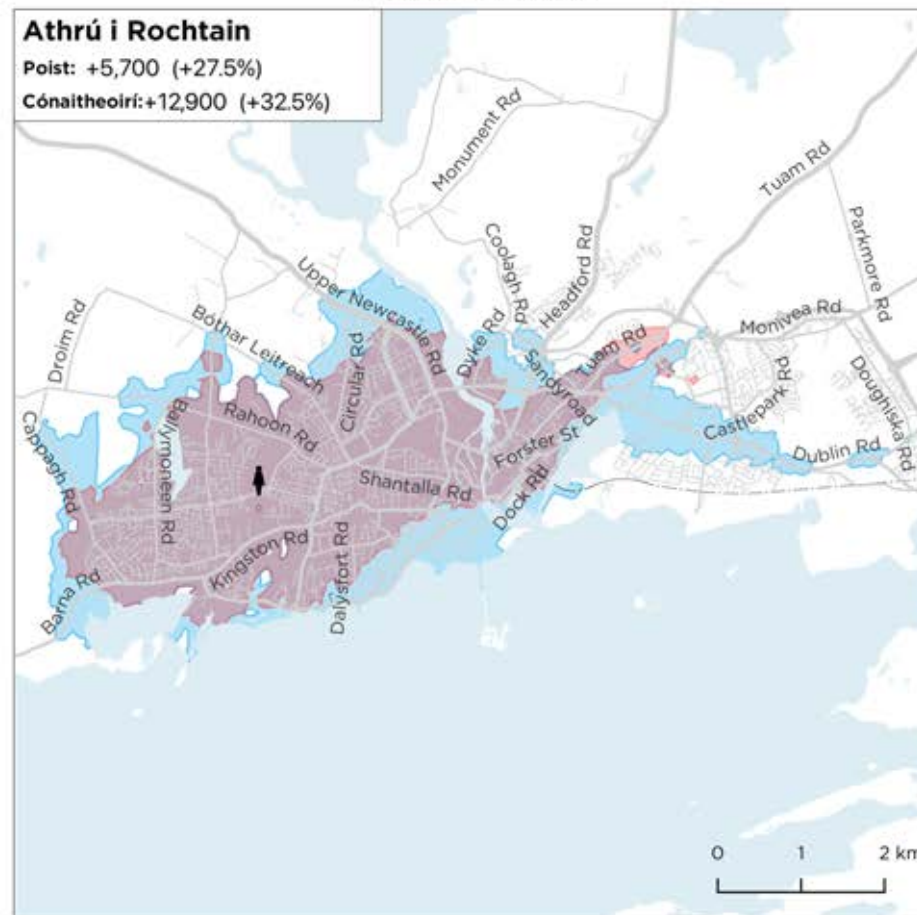 Athrú i Rochtain
Poist: +5,700 (+27.5%)
Cónaitheoirí:+12,900 (+32.5%)
Monument Rd
Tuam Rd
Parkmore Rd
Coolagh Rd
Headford Rd
Upper Newcastle Rd
Droim Rd
Bóthar Leitreach
Circular Rd
Dyke Rd
Sandyroad
Tuam Rd
Monivea Rd
Doughiska Rd
Castlepark Rd
Cappagh Rd
Ballymoneen Rd
Rahoon Rd
Forster St
Dublin Rd
Shantalla Rd
Dock Rd
Kingston Rd
Dalysfort Rd
Barna Rd
0 1 2 km